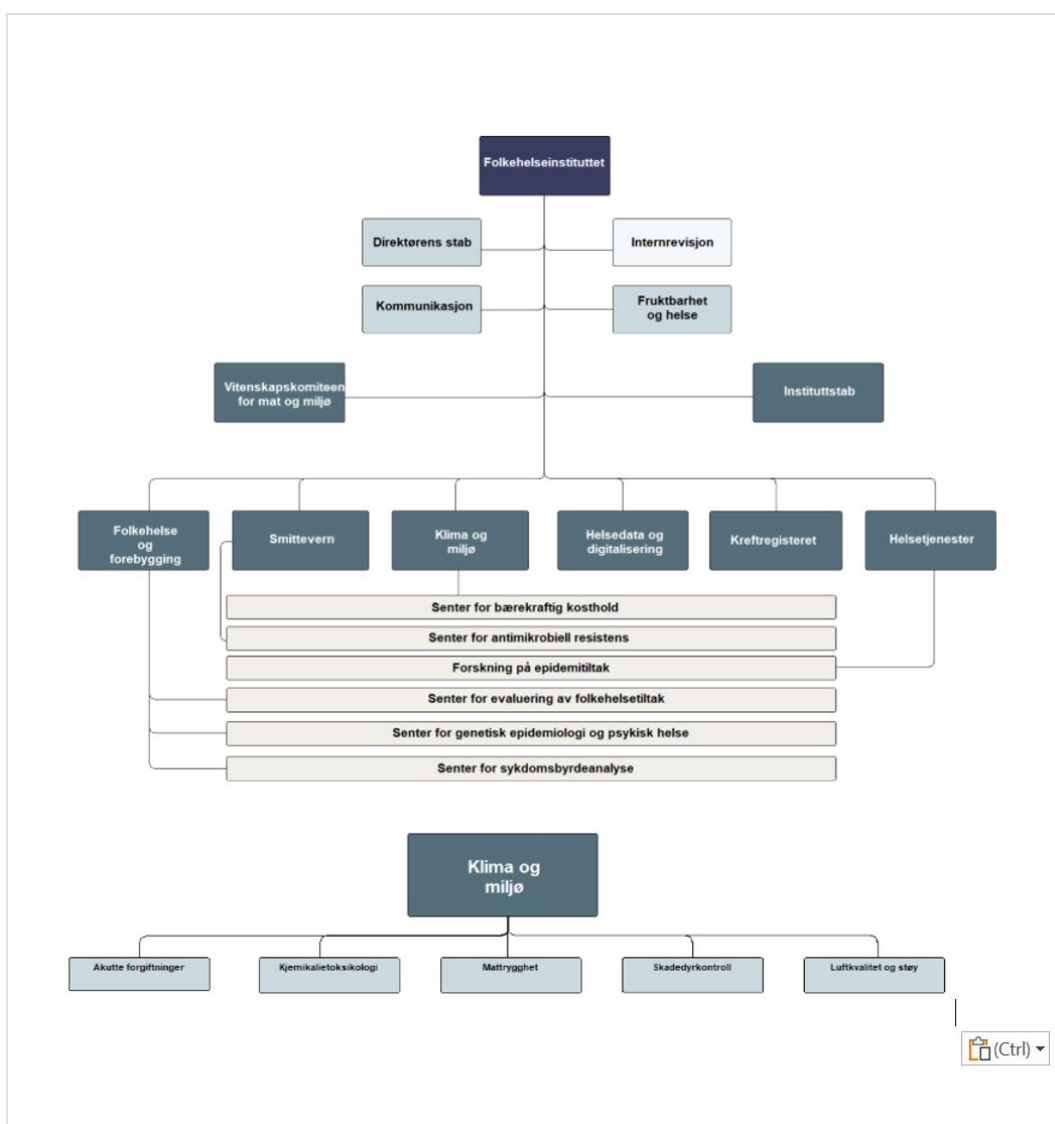 Folkehelseinstituttet
Direktørens stab
Internrevisjon
Kommunikasjon
Fruktbarhet
og helse
Vitenskapskomiteen
for mat og miljø
Instituttstab
Folkehelse
og
forebygging
Smittevern
Klima og
miljø
Helsedata og
digitalisering
Kreftregisteret
Helsetjenester
Senter for bærekraftig kosthold
Senter for antimikrobiell resistens
Forskning på epidemitiltak
Senter for evaluering av folkehelsetiltak
Senter for genetisk epidemiologi og psykisk helse
Senter for sykdomsbyrdeanalyse
Klima og
miljø
Akutte forgiftninger
Kjemikalietoksikologi
Mattrygghet
Skadedyrkontroll
Luftkvalitet og støy
(Ctrl)